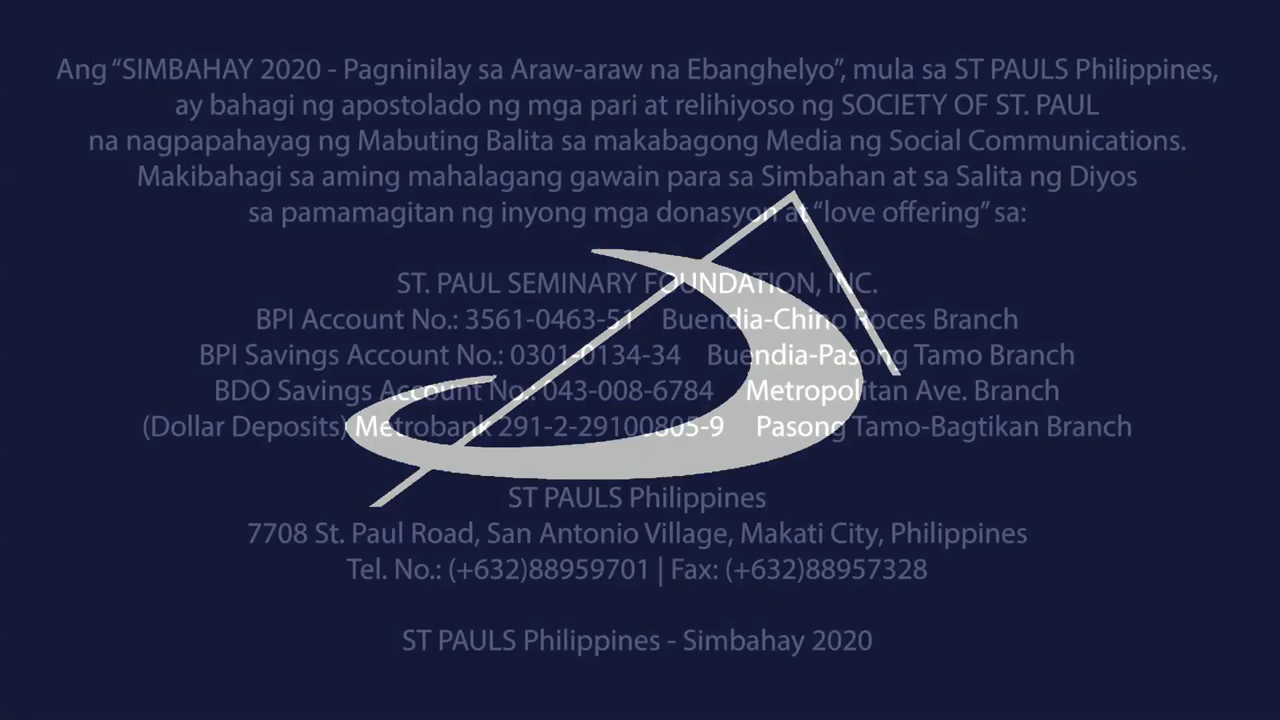 Ang “SIMBAHAY 2020 - Pagninilay sa Araw-araw na Ebanghelyo”, mula sa ST PAULS Philippines,
ay bahagi ng apostolado ng mga pari at relihiyoso ng SOCIETY OF ST. PAUL
na nagpapahayag ng Mabuting Balita sa makabagong Media ng Social Communications.
Makibahagi sa aming mahalagang gawain para sa Simbahan at sa Salita ng Diyos
sa pamamagitan ng inyong mga donasyon at “love offering” sa:
ST. PAUL SEMINARY FOUNDATION, INC.
BPI Account No.: 3561-0463-51 Buendia-Chino Roces Branch
BPI Savings Account No.: 0301-0134-34 Buendia-Pasong Tamo Branch
BDO Savings Account No.: 043-008-6784 Metropolitan Ave. Branch
(Dollar Deposits) Metrobank 291-2-29100805-9 Pasong Tamo-Bagtikan Branch
ST PAULS Philippines
7708 St. Paul Road, San Antonio Village, Makati City, Philippines
Tel. No.: (+632)88959701 | Fax: (+632)88957328
ST PAULS Philippines - Simbahay 2020